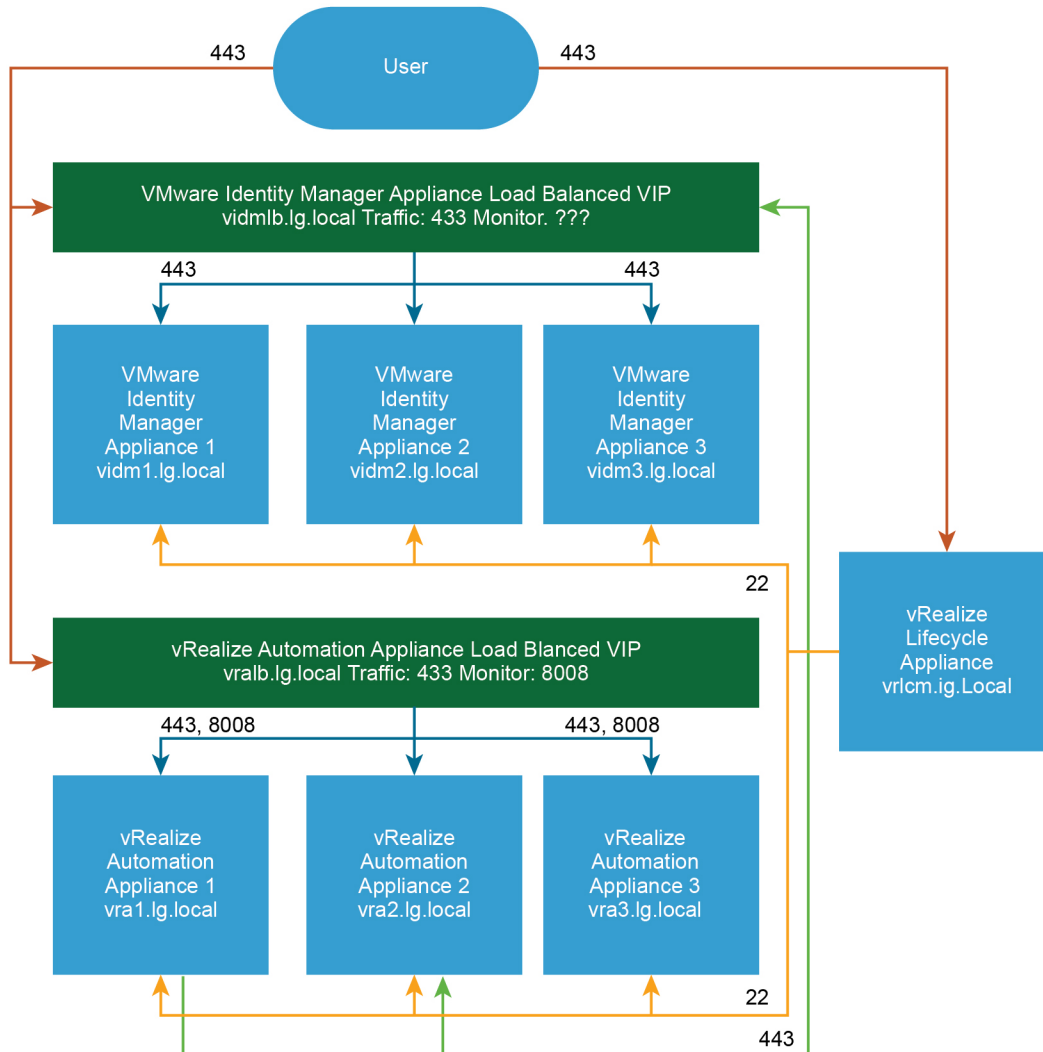 443
443
User
VMware Identity Manager Appliance Load Balanced VIP
vidmlb.lg.local Traffic: 433 Monitor. ???
443
443
VMware
Identity
Manager
Appliance 1
vidm1.lg.local
VMware
Identity
Manager
Appliance 2
vidm2.lg.local
VMware
Identity
Manager
Appliance 3
vidm3.lg.local
22
vRealize
Lifecycle
Appliance
vrlcm.ig.Local
vRealize Automation Appliance Load Blanced VIP
vralb.lg.local Traffic: 433 Monitor: 8008
443, 8008
443, 8008
vRealize
Automation
Appliance 1
vra1.lg.local
vRealize
Automation
Appliance 2
vra2.lg.local
vRealize
Automation
Appliance 3
vra3.lg.local
22
443